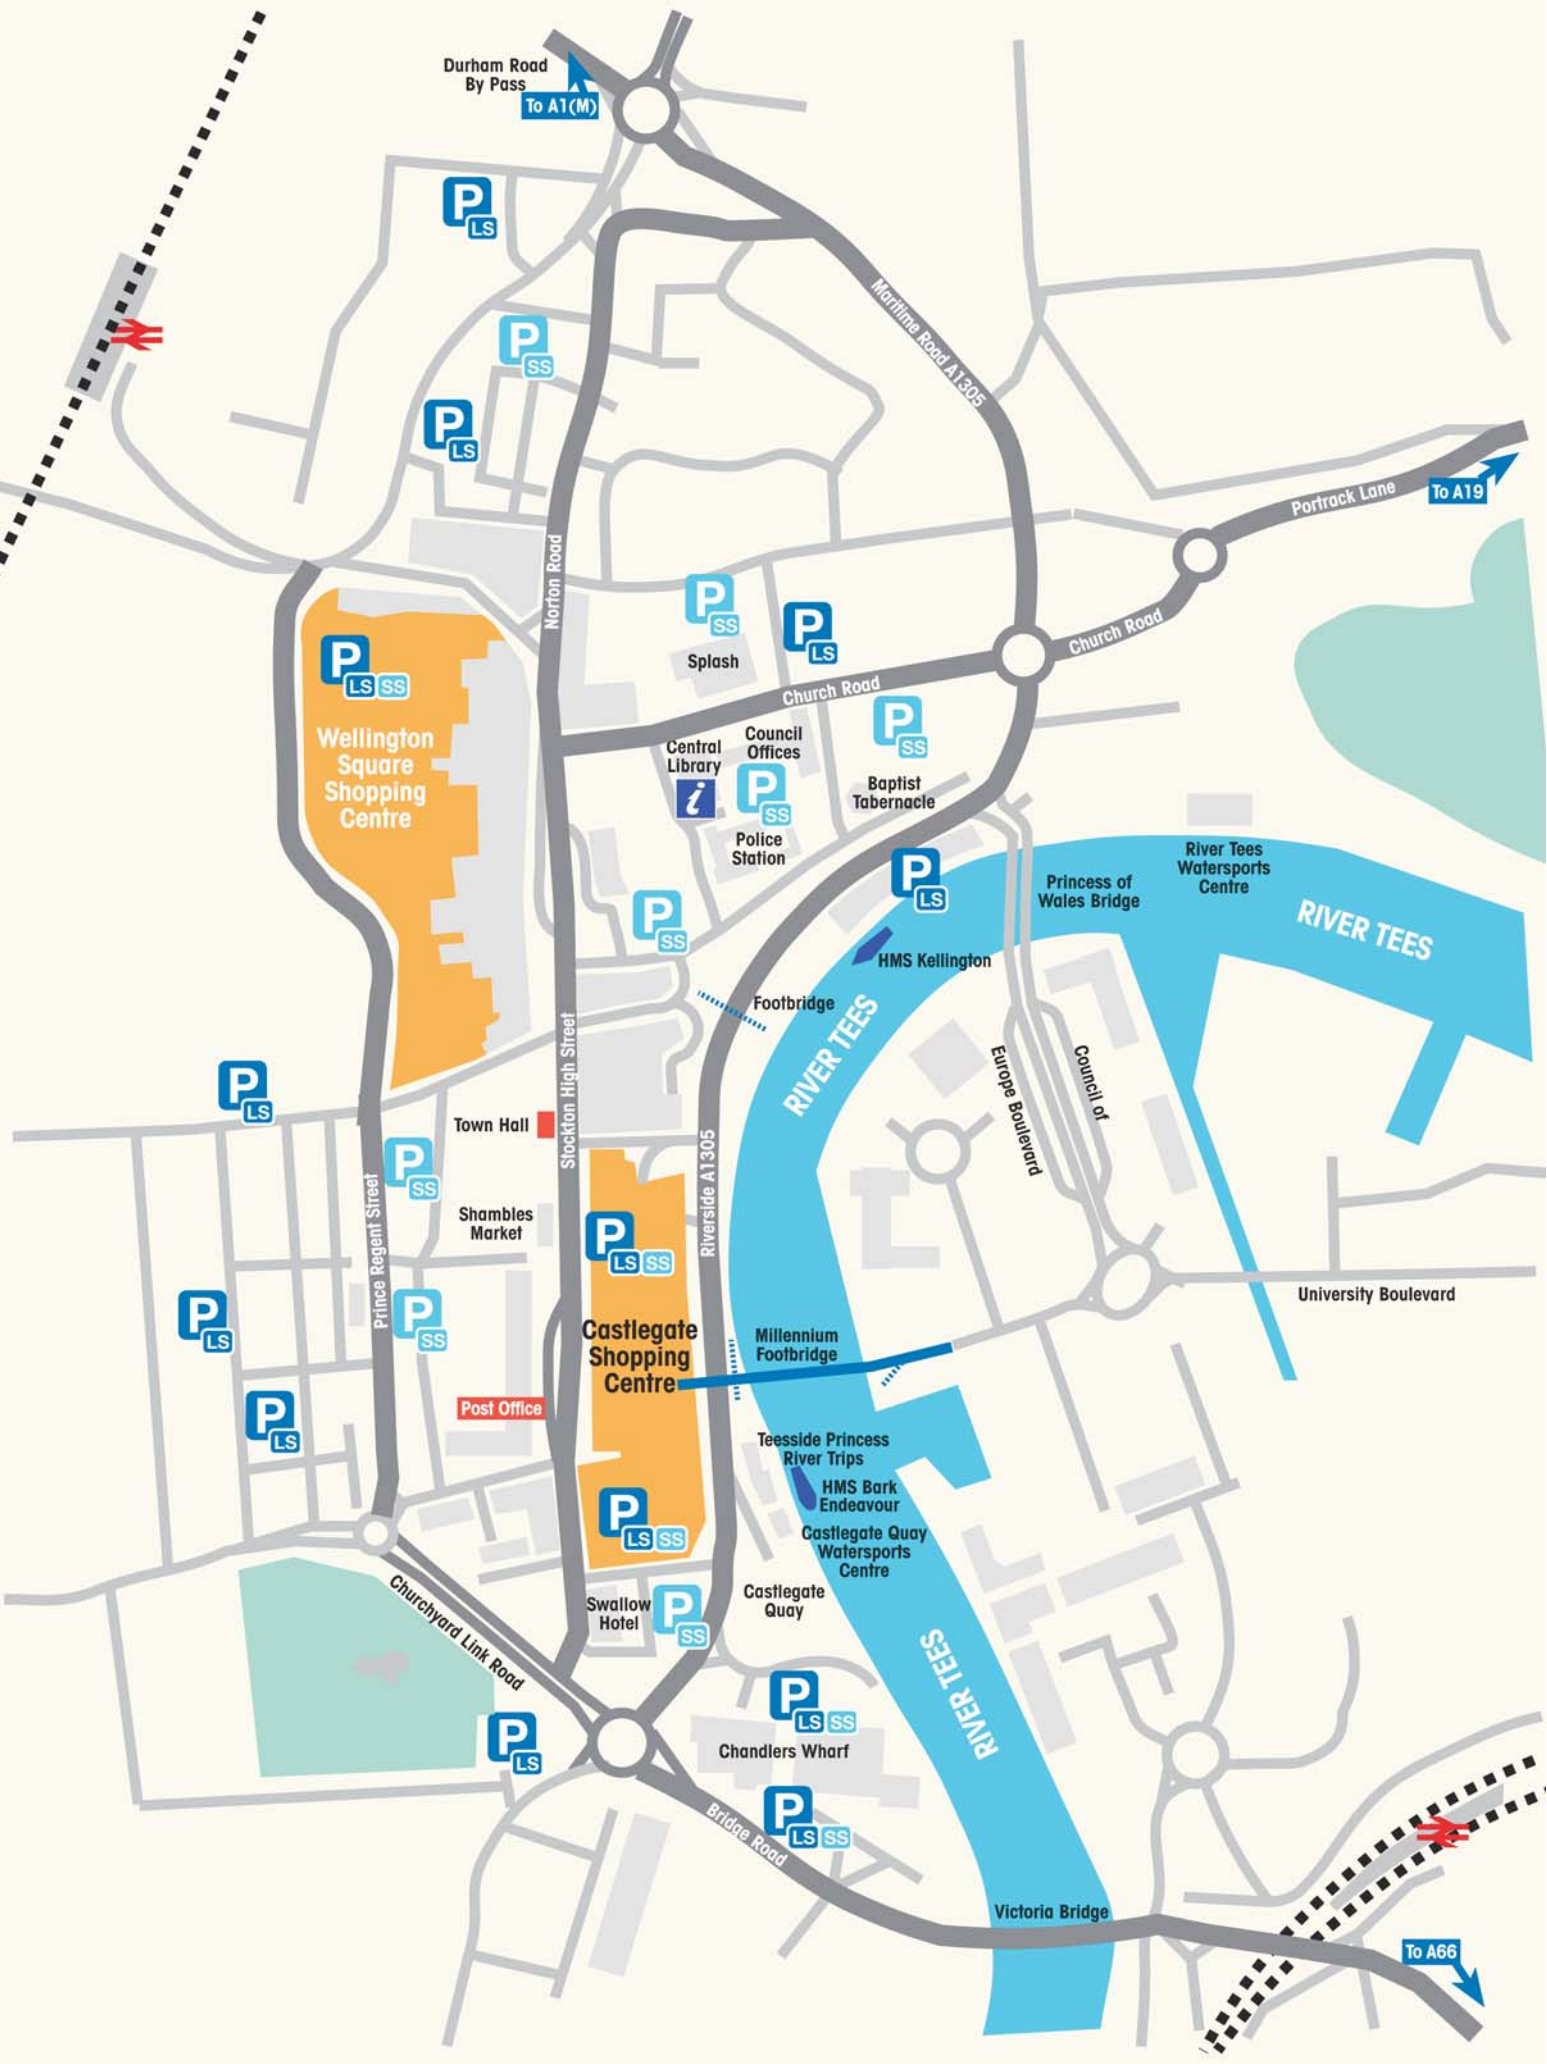 Durham Road
By Pass
To A1(M)
P
LS
P
SS
P
LS
Maritime Road A1305
Portrack Lane
To A19
Norton Road
P
SS
P
LS
Splash
Church Road
Church Road
P
LS SS
Wellington
Square
Shopping
Centre
Central
Library
i
Council
Offices
P
SS
P
SS
Baptist
Tabernacle
Police
Station
P
LS
P
SS
River Tees
Watersports
Centre
Princess of
Wales Bridge
RIVER TEES
HMS Kellington
Footbridge
RIVER TEES
Stockton High Street
Europe Boulevard
Council of
P
LS
Town Hall
P
SS
Riverside A1305
Prince Regent Street
Shambles
Market
P
LS SS
P
LS
P
SS
University Boulevard
Castlegate
Shopping
Centre
Millennium
Footbridge
P
LS
Post Office
Teesside Princess
River Trips
HMS Bark
Endeavour
P
LS SS
Castlegate Quay
Watersports
Centre
Churchyard Link Road
Swallow
Hotel
P
SS
Castlegate
Quay
RIVER TEES
P
LS
P
LS SS
Chandlers Wharf
P
LS SS
Bridge Road
Victoria Bridge
To A66